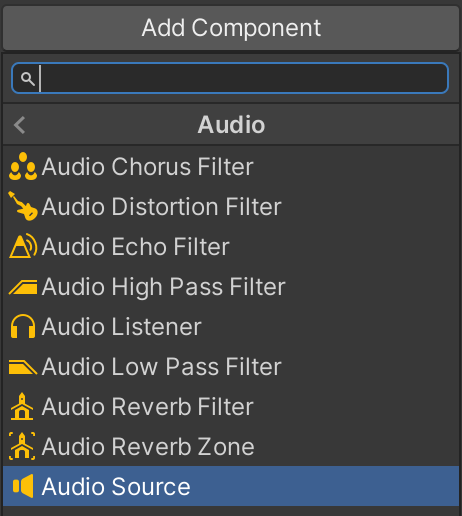 Add Component
Audio
Audio Chorus Filter
Audio Distortion Filter
Audio Echo Filter
Audio High Pass Filter
Audio Listener
Audio Low Pass Filter
Audio Reverb Filter
Audio Reverb Zone
Audio Source